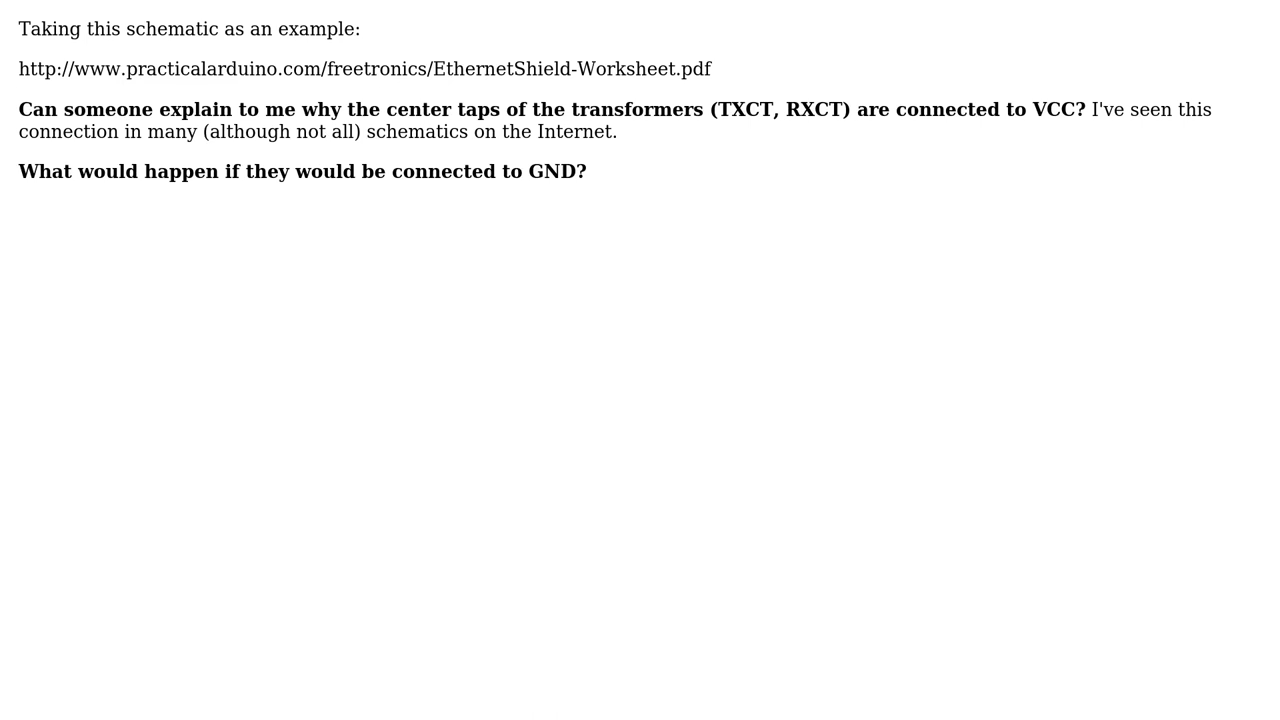 Taking this schematic as an example:
http://www.practicalarduino.com/freetronics/EthernetShield-Worksheet.pdf
Can someone explain to me why the center taps of the transformers (TXCT, RXCT) are connected to VCC? I've seen this
connection in many (although not all) schematics on the Internet.
What would happen if they would be connected to GND?